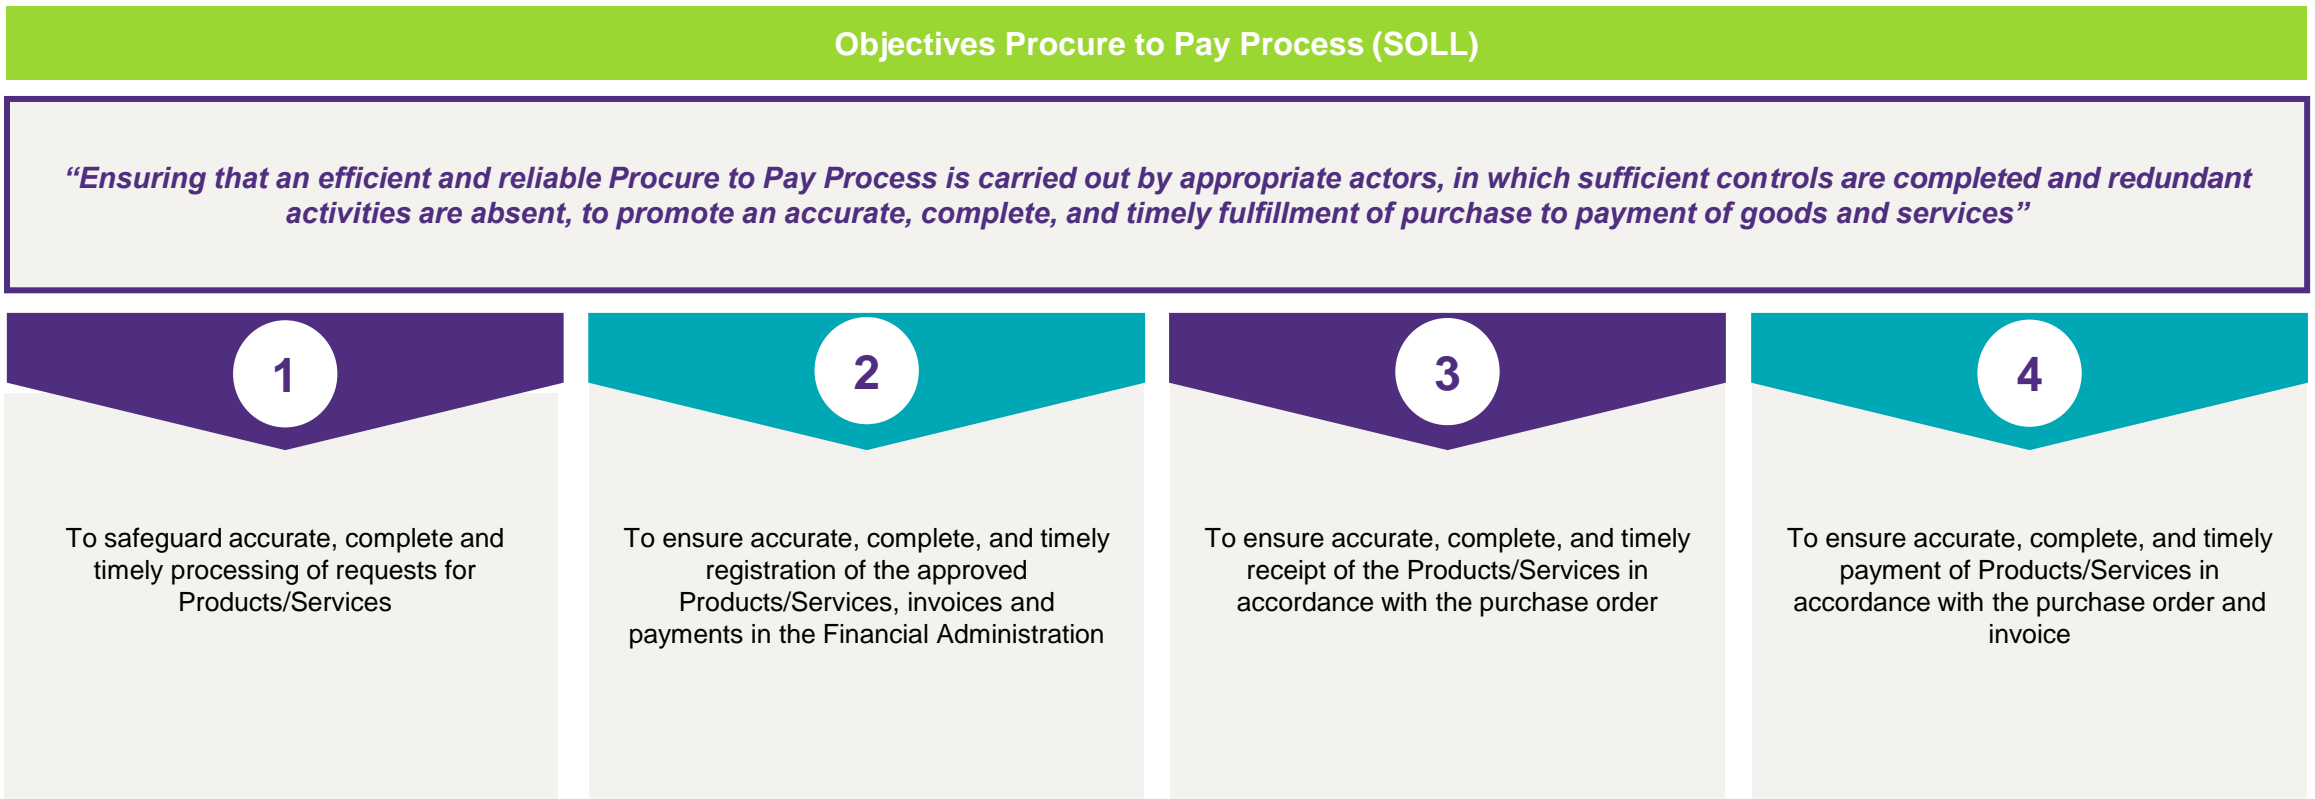 Objectives Procure to Pay Process (SOLL)
“Ensuring that an efficient and reliable Procure to Pay Process is carried out by appropriate actors, in which sufficient controls are completed and redundant
activities are absent, to promote an accurate, complete, and timely fulfillment of purchase to payment of goods and services”
1
To safeguard accurate, complete and
timely processing of requests for
Products/Services
2
To ensure accurate, complete, and timely
registration of the approved
Products/Services, invoices and
payments in the Financial Administration
3
To ensure accurate, complete, and timely
receipt of the Products/Services in
accordance with the purchase order
4
To ensure accurate, complete, and timely
payment of Products/Services in
accordance with the purchase order and
invoice